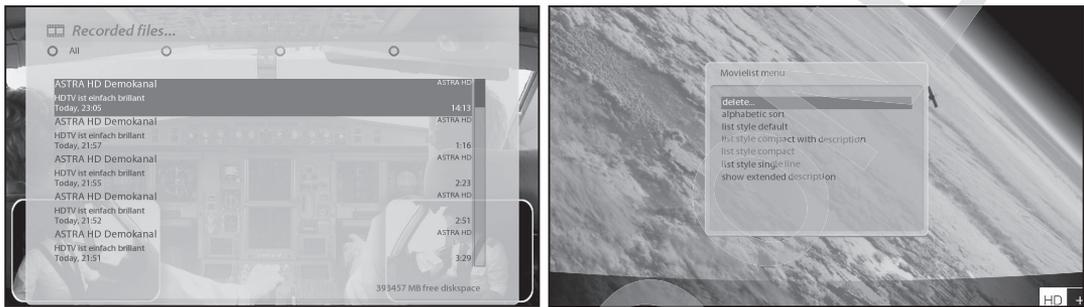 Recorded files...
All
ASTRA HD Demokanal ASTRA HD
HDTV ist einfach brillant
Today, 23:05 14:13
ASTRA HD Demokanal ASTRA HD
HDTV ist einfach brillant
Today, 21:57 1:16
ASTRA HD Demokanal ASTRA HD
HDTV ist einfach brillant
Today, 21:55 2:23
ASTRA HD Demokanal ASTRA HD
HDTV ist einfach brillant
Today, 21:52 2:51
ASTRA HD Demokanal ASTRA HD
HDTV ist einfach brillant
Today, 21:51 3:29
393457 MB free diskspace
Movielist menu
delete...
alphabetic sort
list style default
list style compact with description
list style compact
list style single line
show extended description
HD +